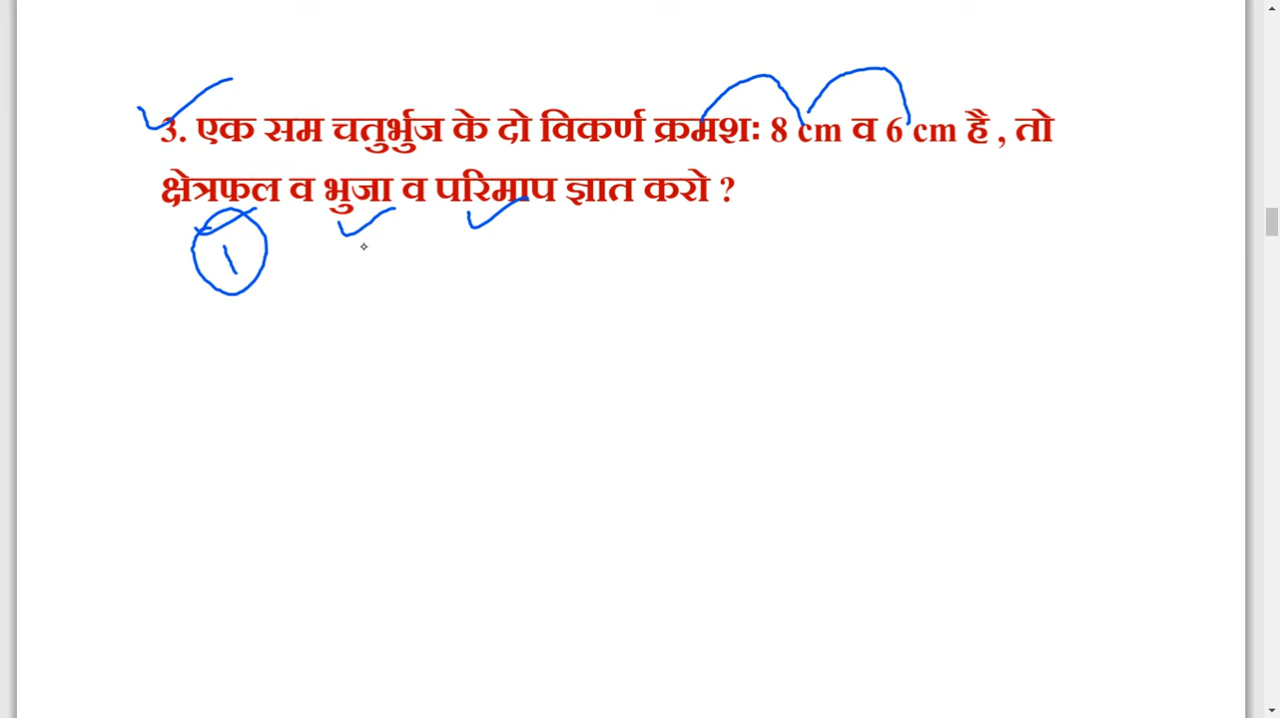 3. एक सम चतुर्भुज के दो विकर्ण क्रमशः 8 cm व 6 cm है , तो
क्षेत्रफल व भुजा व परिमाप ज्ञात करो ?
1